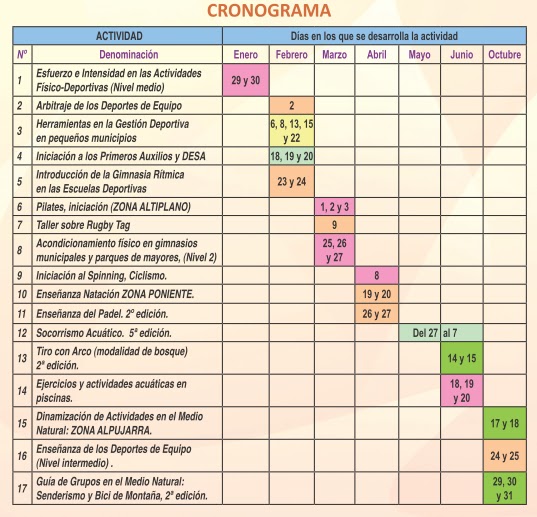 CRONOGRAMA
ACTIVIDAD Días en los que se desarrolla la actividad
Nº Denominación Enero Febrero Marzo Abril Mayo Junio Octubre
1 Esfuerzo e Intensidad en las Actividades Físico-Deportivas (Nivel medio) 29 y 30
2 Arbitraje de los Deportes de Equipo 2
3 Herramientas en la Gestión Deportiva en pequeños municipios 6, 8, 13, 15 y 22
4 Iniciación a los Primeros Auxilios y DESA 18, 19 y 20
5 Introducción de la Gimnasia Rítmica en las Escuelas Deportivas 23 y 24
6 Pilates, iniciación (ZONA ALTIPLANO) 1, 2 y 3
7 Taller sobre Rugby Tag 9
8 Acondicionamiento físico en gimnasios municipales y parques de mayores, (Nivel 2) 25, 26 y 27
9 Iniciación al Spinning, Ciclismo. 8
10 Enseñanza Natación ZONA PONIENTE. 19 y 20
11 Enseñanza del Padel. 2º edición. 26 y 27
12 Socorrismo Acuático. 5º edición. Del 27 al 7
13 Tiro con Arco (modalidad de bosque) 2º edición. 14 y 15
14 Ejercicios y actividades acuáticas en piscinas. 18, 19 y 20
15 Dinamización de Actividades en el Medio Natural: ZONA ALPUJARRA. 17 y 18
16 Enseñanza de los Deportes de Equipo (Nivel intermedio) . 24 y 25
17 Guía de Grupos en el Medio Natural: Senderismo y Bici de Montaña, 2º edición. 29, 30 y 31